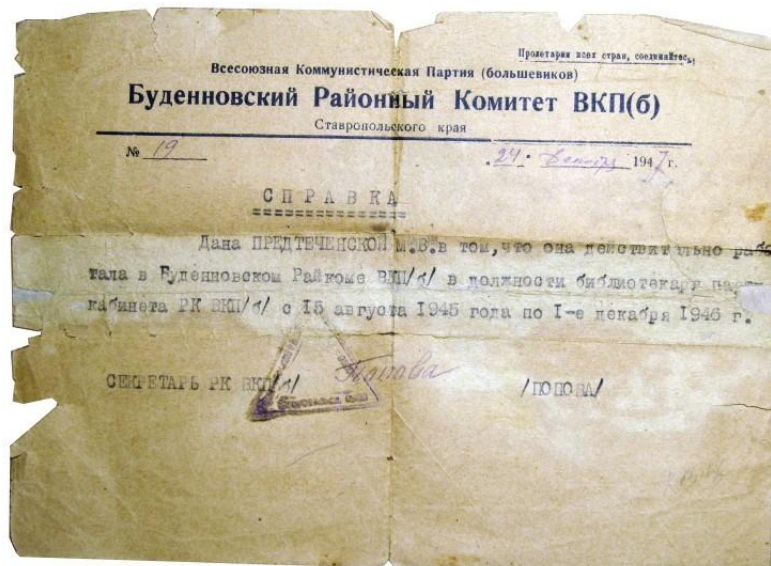 Пролетарии всех стран, соединяйтесь
Всесоюзная Коммунистическая Партия (большевиков)
Буденновский Районный Комитет ВКП(б)
Ставропольского края
№ 19 24 1947 г.
СПРАВКА
Дана ПРЕДТЕЧЕНСКОЙ М.В. в том, что она действительно рабо
тала в Буденновском Райкоме ВКП/б/ в должности библиотекаря парт
кабинета РК ВКП/б/ с 15 августа 1945 года по I-е декабря 1946 г.
СЕКРЕТАРЬ РК ВКП/б/ Попова /ПОПОВА/